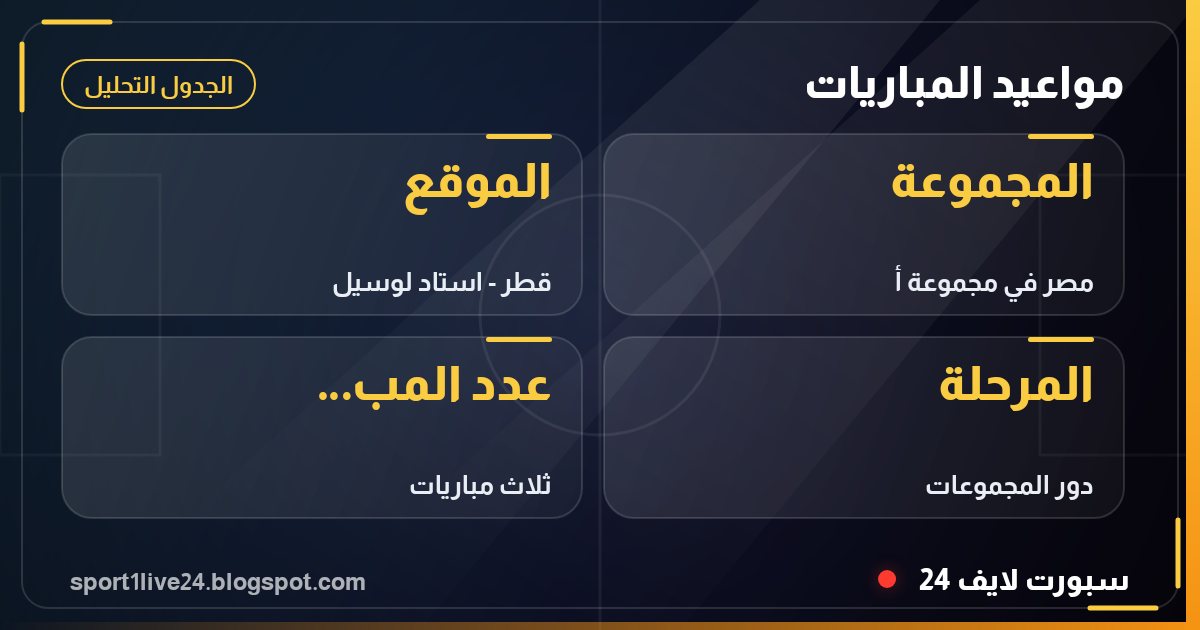 مواعيد المباريات
الجدول التحليل
المجموعة
مصر في مجموعة أ
الموقع
قطر - استاد لوسيل
المرحلة
دور المجموعات
عدد المب...
ثلاث مباريات
سبورت لايف 24
sport1live24.blogspot.com